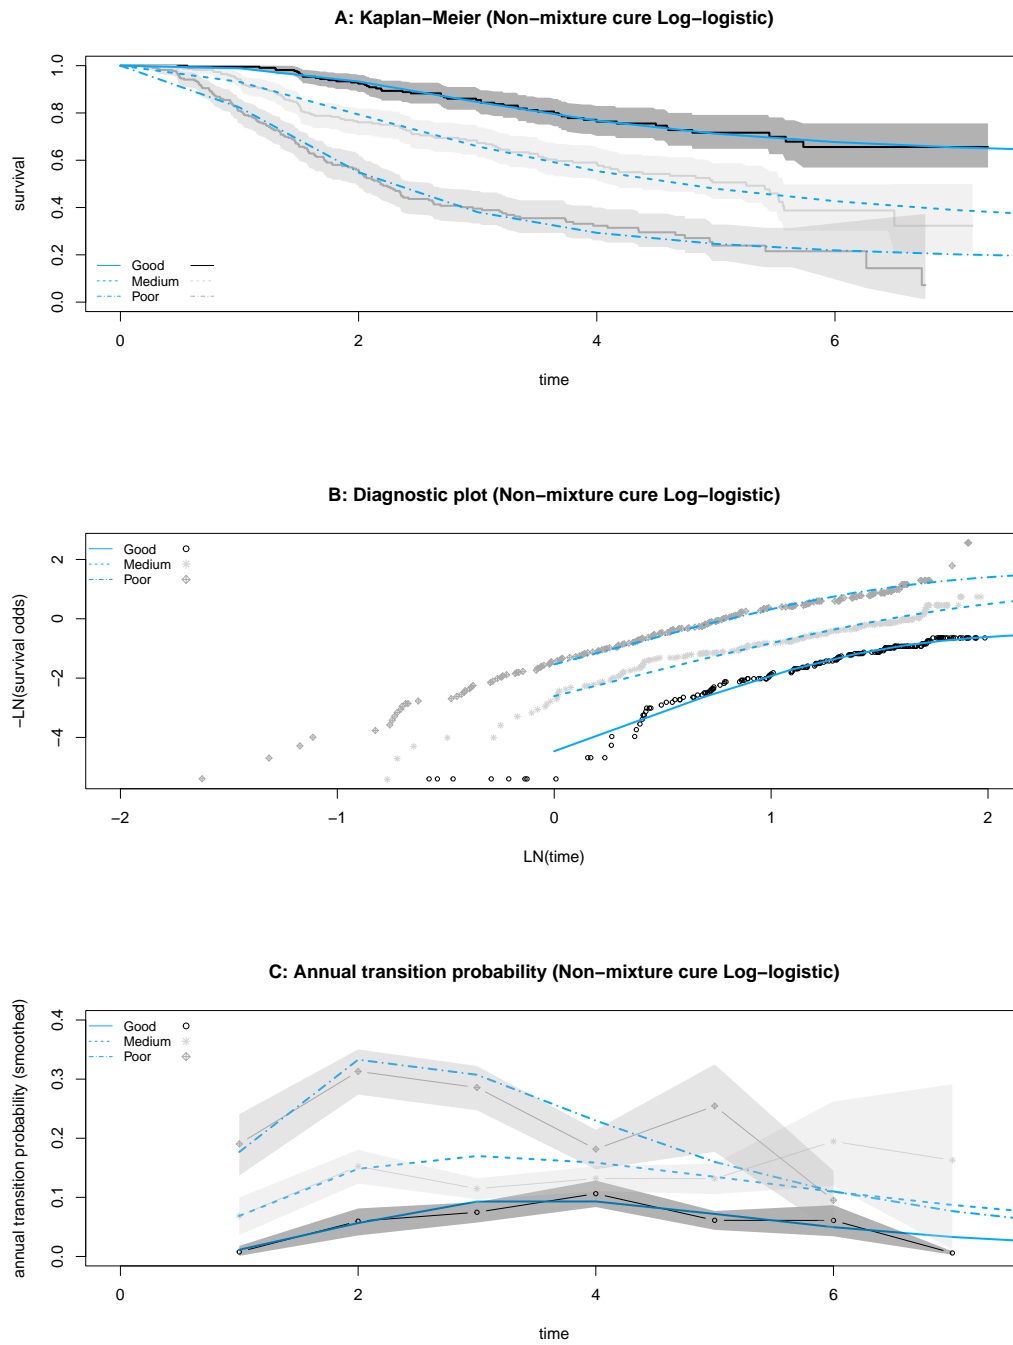 A: Kaplan−Meier (Non−mixture cure Log−logistic)
survival
1.0
0.8
0.6
0.4
0.2
0.0
Good
Medium
Poor
0 2 4 6
time
B: Diagnostic plot (Non−mixture cure Log−logistic)
−LN(survival odds)
2
0
−2
−4
Good
Medium
Poor
−2 −1 0 1 2
LN(time)
C: Annual transition probability (Non−mixture cure Log−logistic)
annual transition probability (smoothed)
0.4
0.3
0.2
0.1
0.0
Good
Medium
Poor
0 2 4 6
time